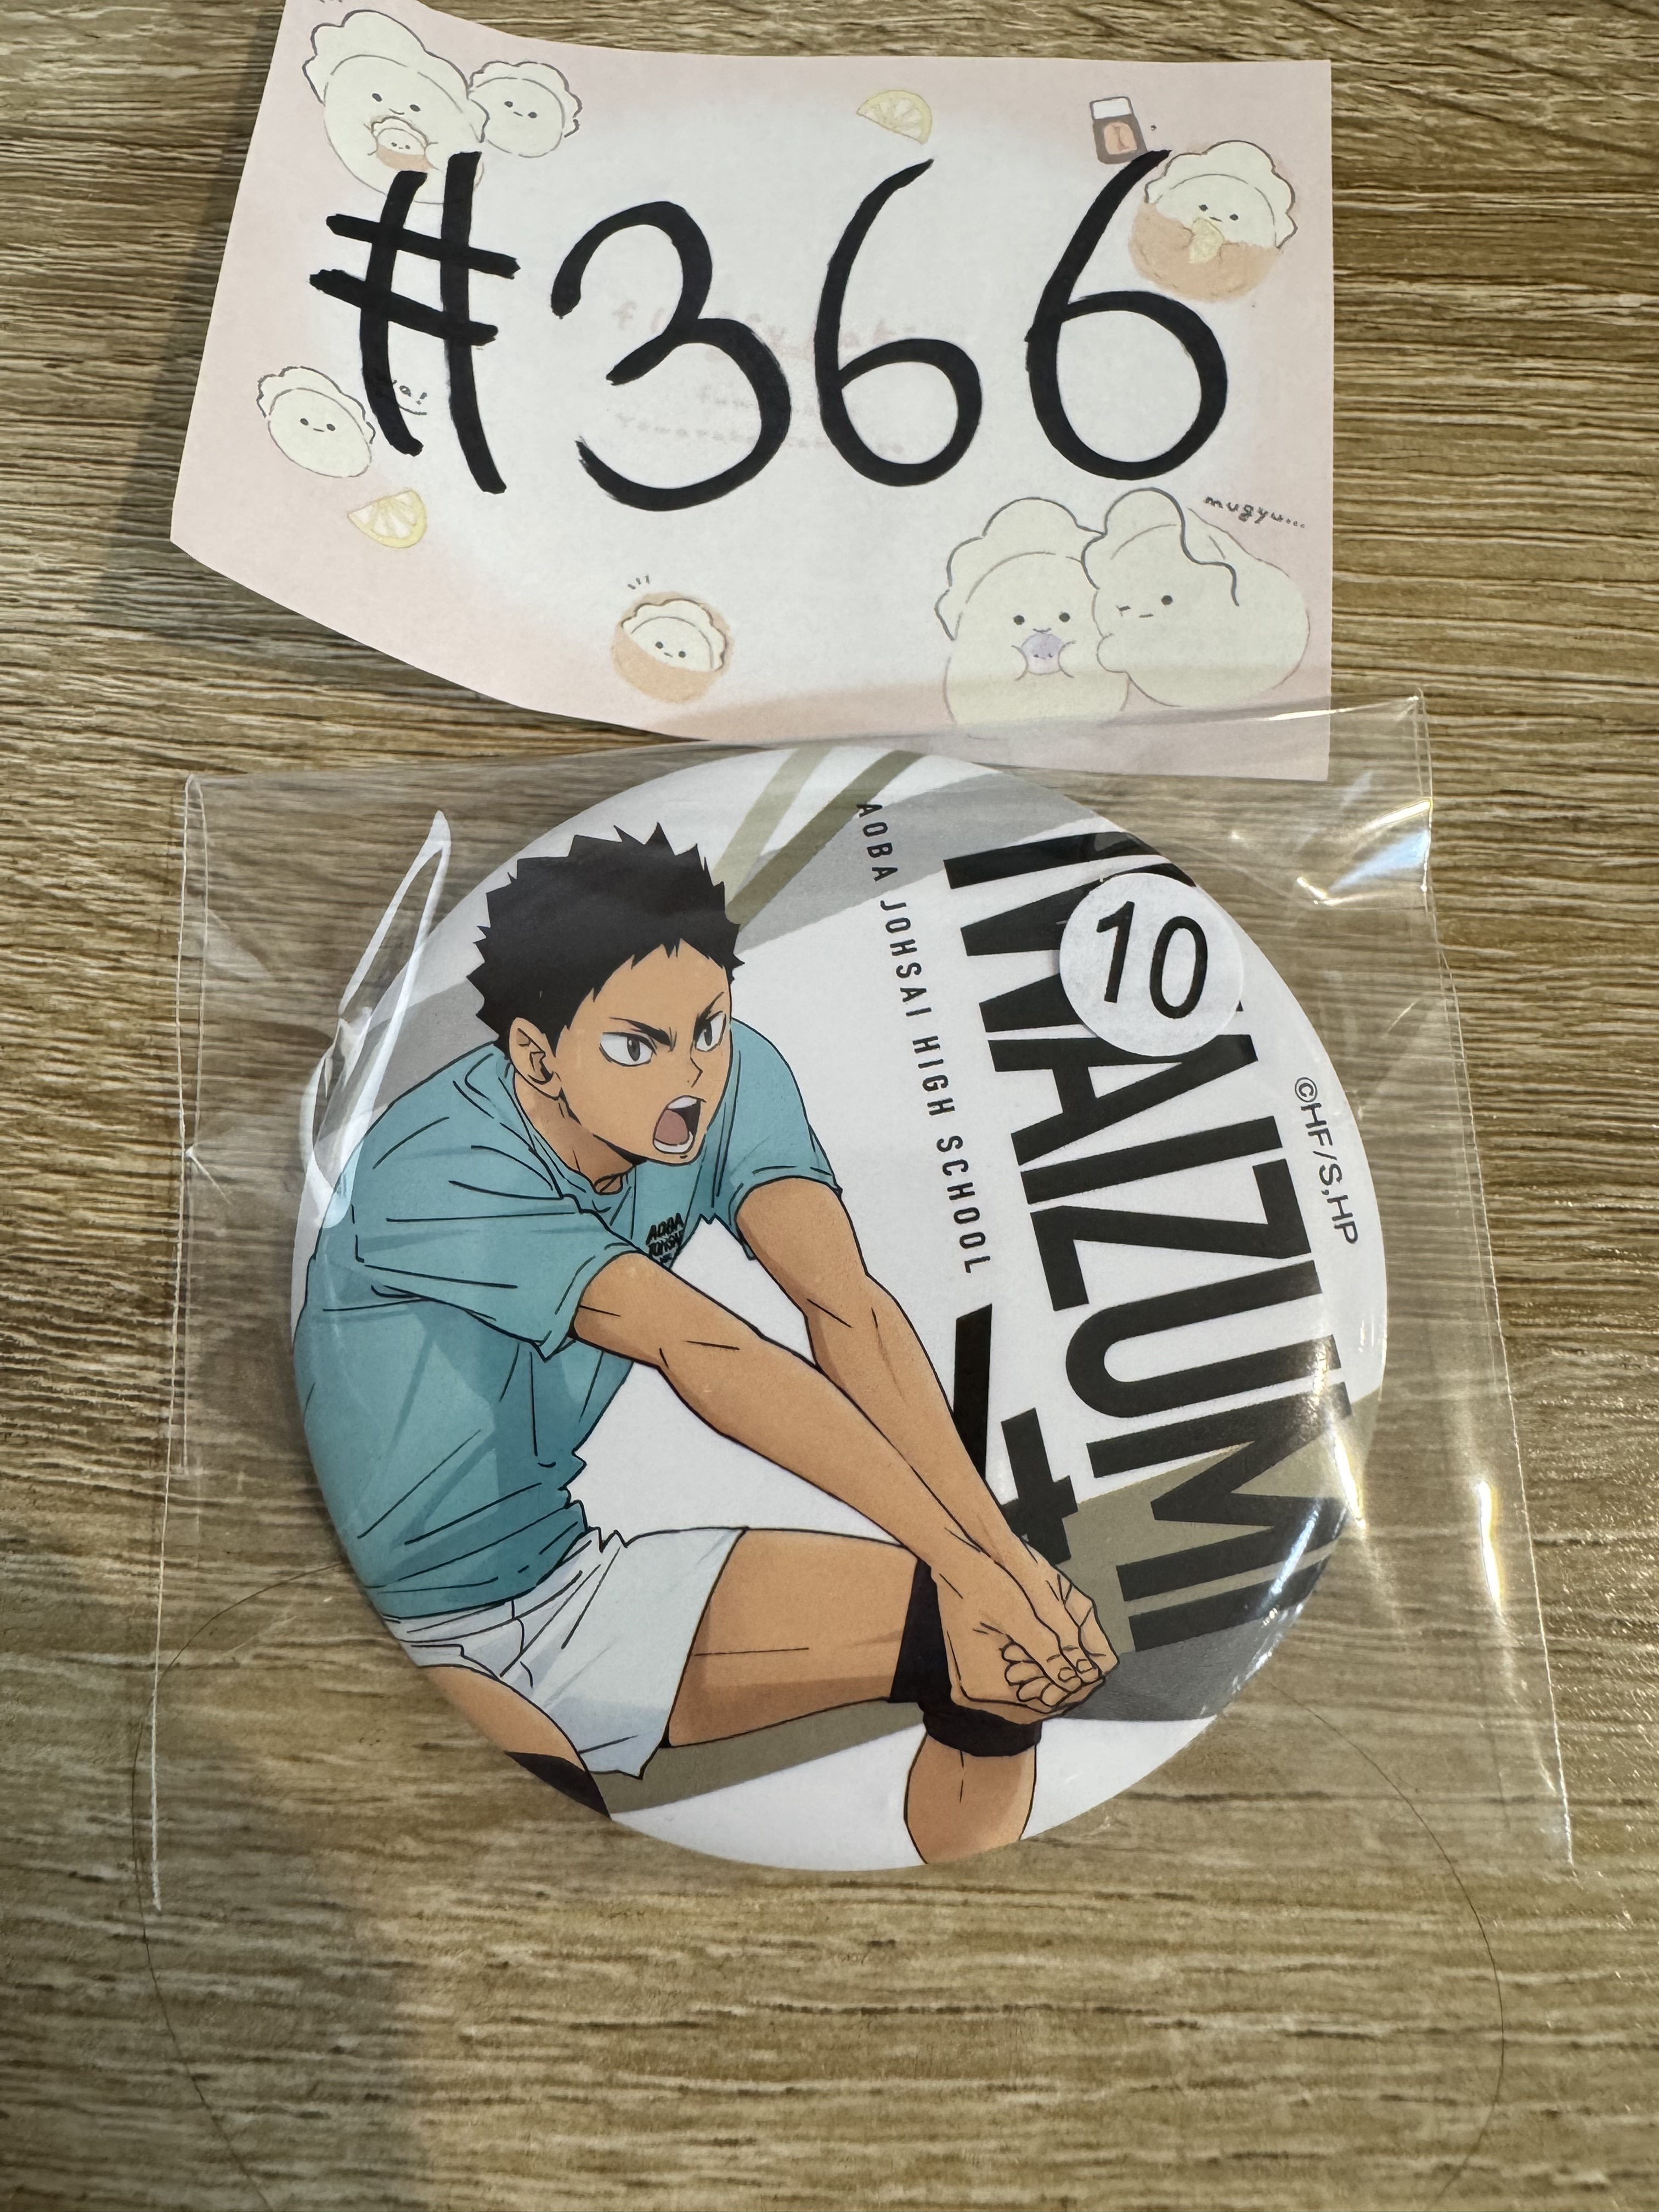 #366
mugyu...
AOBA JOHSAI HIGH SCHOOL
IWAIZUMI
10
©HF/S,HP